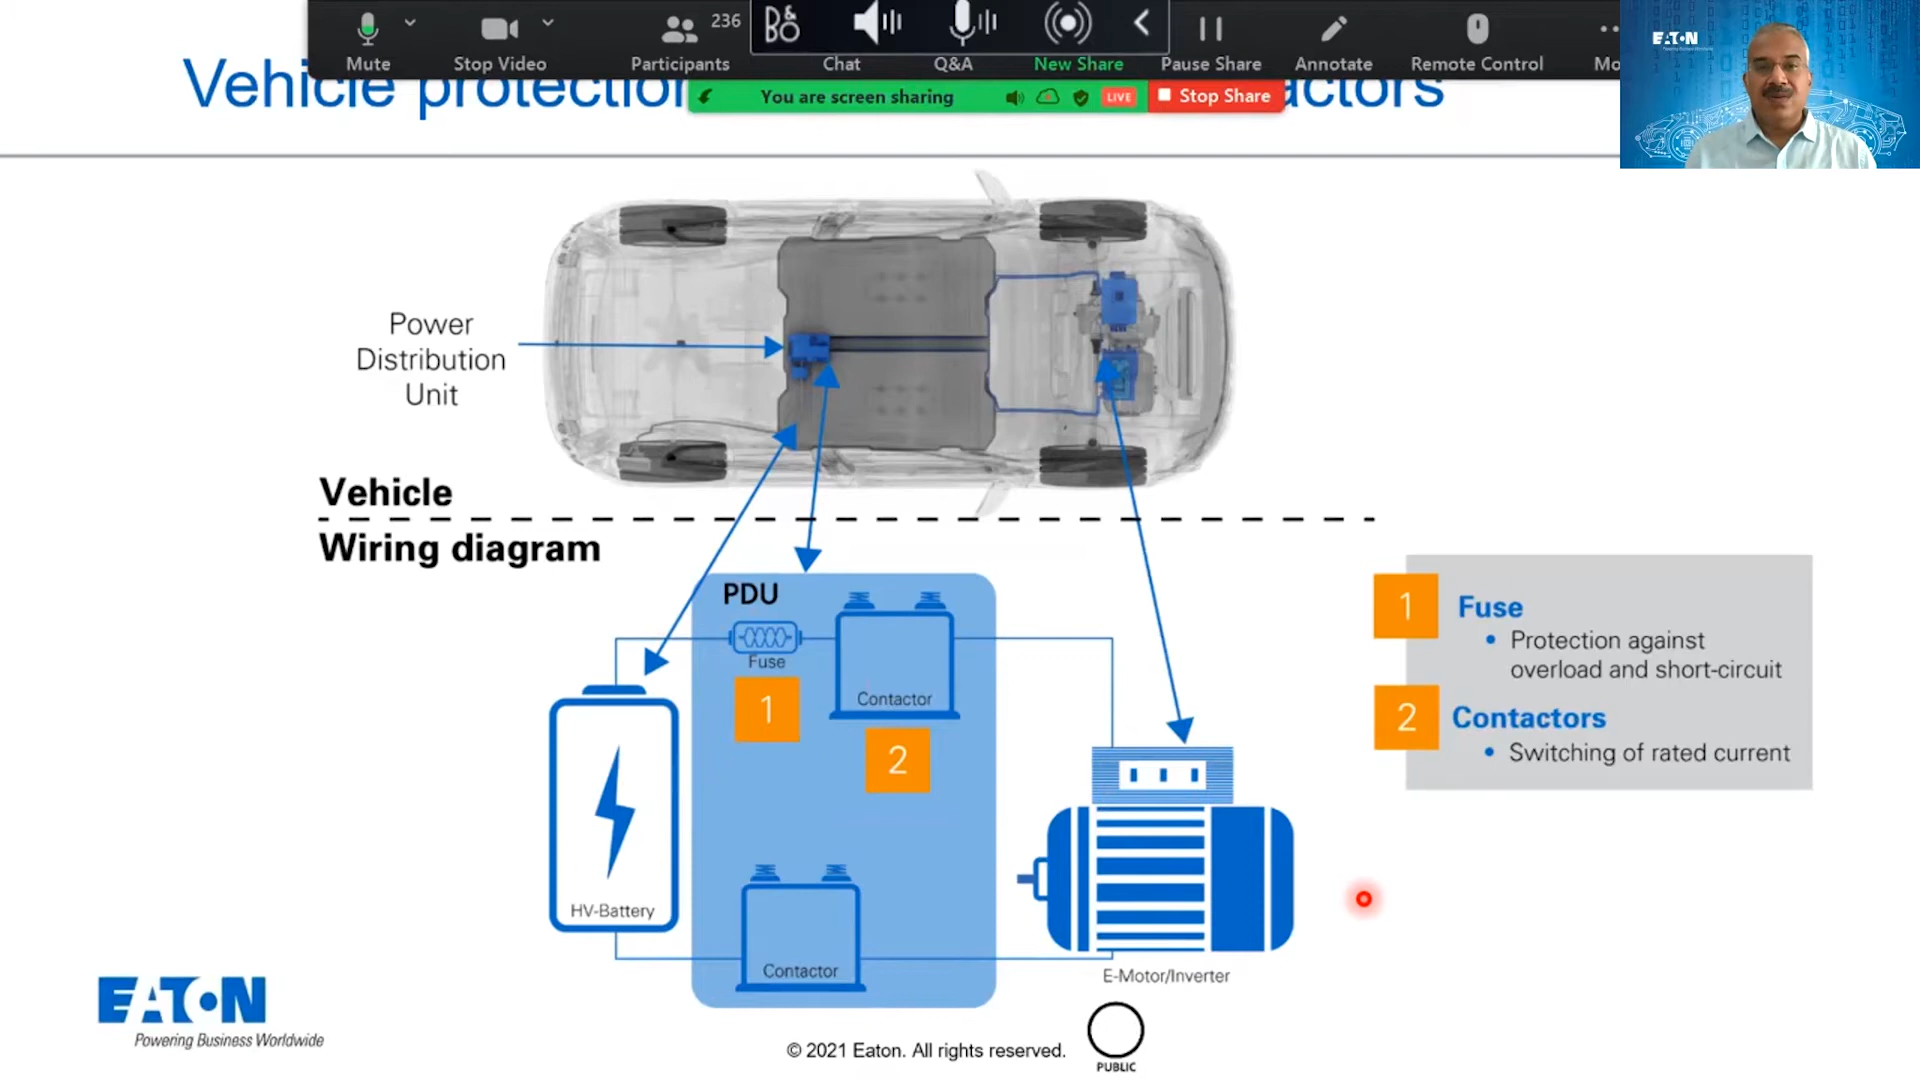 Mute
Stop Video
236
Participants
Chat
Q&A
New Share
Pause Share
Annotate
Remote Control
EATON
You are screen sharing
LIVE
Stop Share
Vehicle
Power
Distribution
Unit
Vehicle
Wiring diagram
PDU
Fuse
1
Contactor
2
HV-Battery
Contactor
E-Motor/Inverter
1
Fuse
• Protection against
overload and short-circuit
2
Contactors
• Switching of rated current
EATON
Powering Business Worldwide
© 2021 Eaton. All rights reserved.
PUBLIC